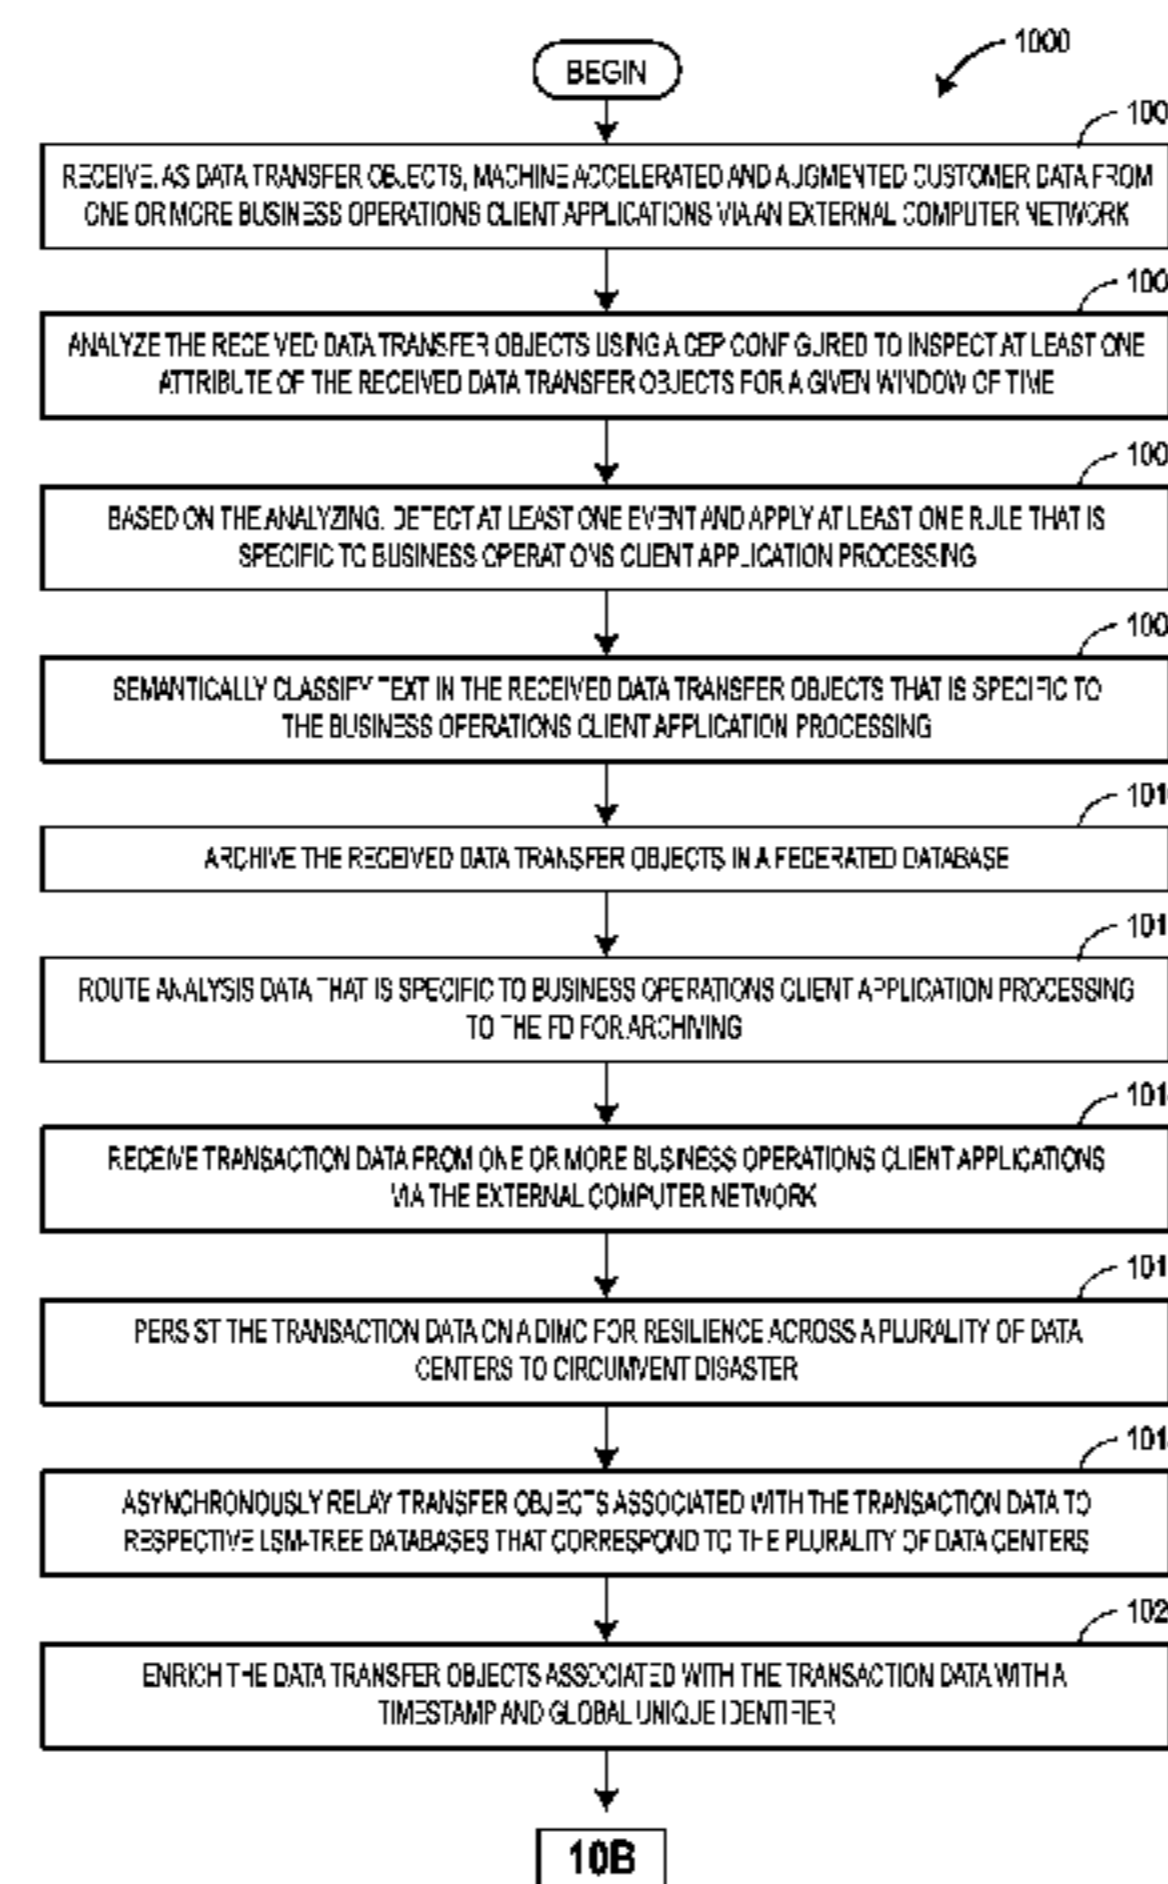 1000
BEGIN
100
RECEIVE, AS DATA TRANSFER OBJECTS, MACHINE ACCELERATED AND AUGMENTED CUSTOMER DATA FROM
ONE OR MORE BUSINESS OPERATIONS CLIENT APPLICATIONS VIA AN EXTERNAL COMPUTER NETWORK
100
ANALYZE THE RECEIVED DATA TRANSFER OBJECTS USING A CEP CONFIGURED TO INSPECT AT LEAST ONE
ATTRIBUTE OF THE RECEIVED DATA TRANSFER OBJECTS FOR A GIVEN WINDOW OF TIME
100
BASED ON THE ANALYZING, DETECT AT LEAST ONE EVENT AND APPLY AT LEAST ONE RULE THAT IS
SPECIFIC TO BUSINESS OPERATIONS CLIENT APPLICATION PROCESSING
100
SEMANTICALLY CLASSIFY TEXT IN THE RECEIVED DATA TRANSFER OBJECTS THAT IS SPECIFIC TO
THE BUSINESS OPERATIONS CLIENT APPLICATION PROCESSING
101
ARCHIVE THE RECEIVED DATA TRANSFER OBJECTS IN A FEDERATED DATABASE
101
ROUTE ANALYSIS DATA THAT IS SPECIFIC TO BUSINESS OPERATIONS CLIENT APPLICATION PROCESSING
TO THE FD FOR ARCHIVING
101
RECEIVE TRANSACTION DATA FROM ONE OR MORE BUSINESS OPERATIONS CLIENT APPLICATIONS
VIA THE EXTERNAL COMPUTER NETWORK
101
PERSIST THE TRANSACTION DATA ON A DIMC FOR RESILIENCE ACROSS A PLURALITY OF DATA
CENTERS TO CIRCUMVENT DISASTER
101
ASYNCHRONOUSLY RELAY TRANSFER OBJECTS ASSOCIATED WITH THE TRANSACTION DATA TO
RESPECTIVE LSM-TREE DATABASES THAT CORRESPOND TO THE PLURALITY OF DATA CENTERS
102
ENRICH THE DATA TRANSFER OBJECTS ASSOCIATED WITH THE TRANSACTION DATA WITH A
TIMESTAMP AND GLOBAL UNIQUE IDENTIFIER
10B